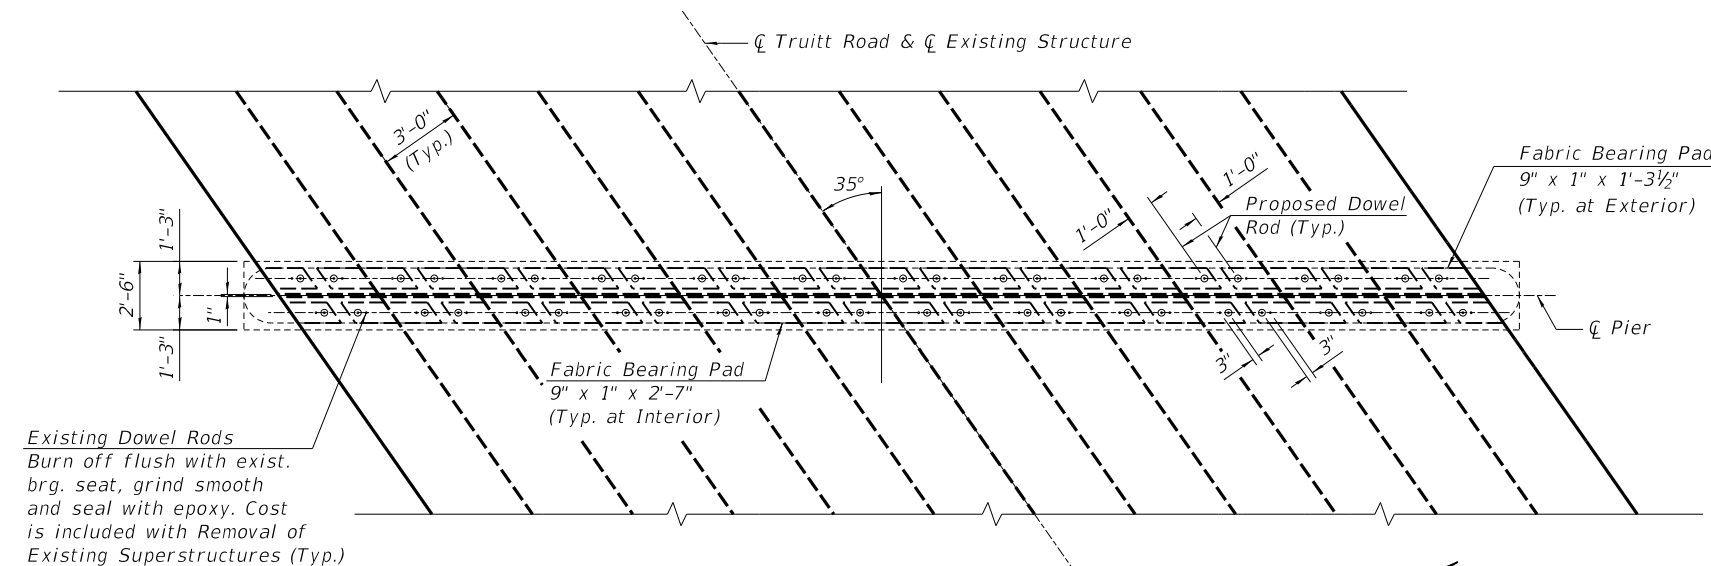 ℄ Truitt Road & ℄ Existing Structure
3'-0"
(Typ.)
35°
1'-0"
1'-0"
Proposed Dowel
Rod (Typ.)
Fabric Bearing Pad
9" x 1" x 1'-3½"
(Typ. at Exterior)
1'-3"
2'-6"
1"
1'-3"
℄ Pier
3"
3"
Fabric Bearing Pad
9" x 1" x 2'-7"
(Typ. at Interior)
Existing Dowel Rods
Burn off flush with exist.
brg. seat, grind smooth
and seal with epoxy. Cost
is included with Removal of
Existing Superstructures (Typ.)